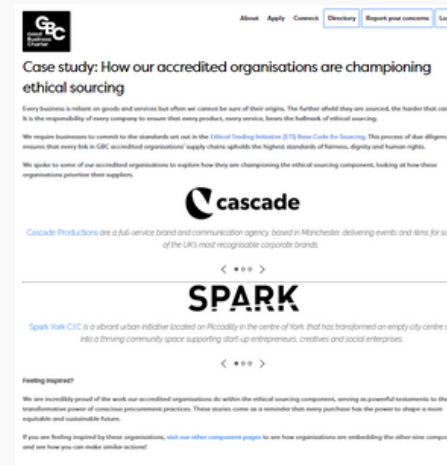 GBC
Good
Business
Charter
About Apply Connect Directory Report your concerns
Case study: How our accredited organisations are championing
ethical sourcing
Every business is reliant on goods and services but often we cannot be sure of their origins. The further afield they are sourced, the harder that
It is the responsibility of every company to ensure that every product, every service, bears the hallmark of ethical sourcing.
We require businesses to commit to the standards set out in the Ethical Trading Initiative (ETI) Base Code for Sourcing. This process of due
ensures that every link in GBC accredited organisations' supply chains upholds the highest standards of fairness, dignity and human rights.
We spoke to some of our accredited organisations to explore how they are championing the ethical sourcing component, looking at how these
organisations prioritise their suppliers.
cascade
Cascade Productions are a full-service brand and communication agency, based in Manchester, delivering events and films for
of the UK's most recognisable corporate brands.
SPARK
Spark York C.I.C is a vibrant urban initiative located on Piccadilly in the centre of York, that has transformed an empty city centre
into a thriving community space supporting start-up entrepreneurs, creatives and social enterprises.
Feeling inspired?
We are incredibly proud of the work our accredited organisations do within the ethical sourcing component, serving as powerful testaments to the
transformative power of conscious procurement practices. These stories come as a reminder that every purchase has the power to shape a more
equitable and sustainable future.
If you are feeling inspired by these organisations, visit our other component pages to see how organisations are embedding the other nine
and see how you can make similar actions!